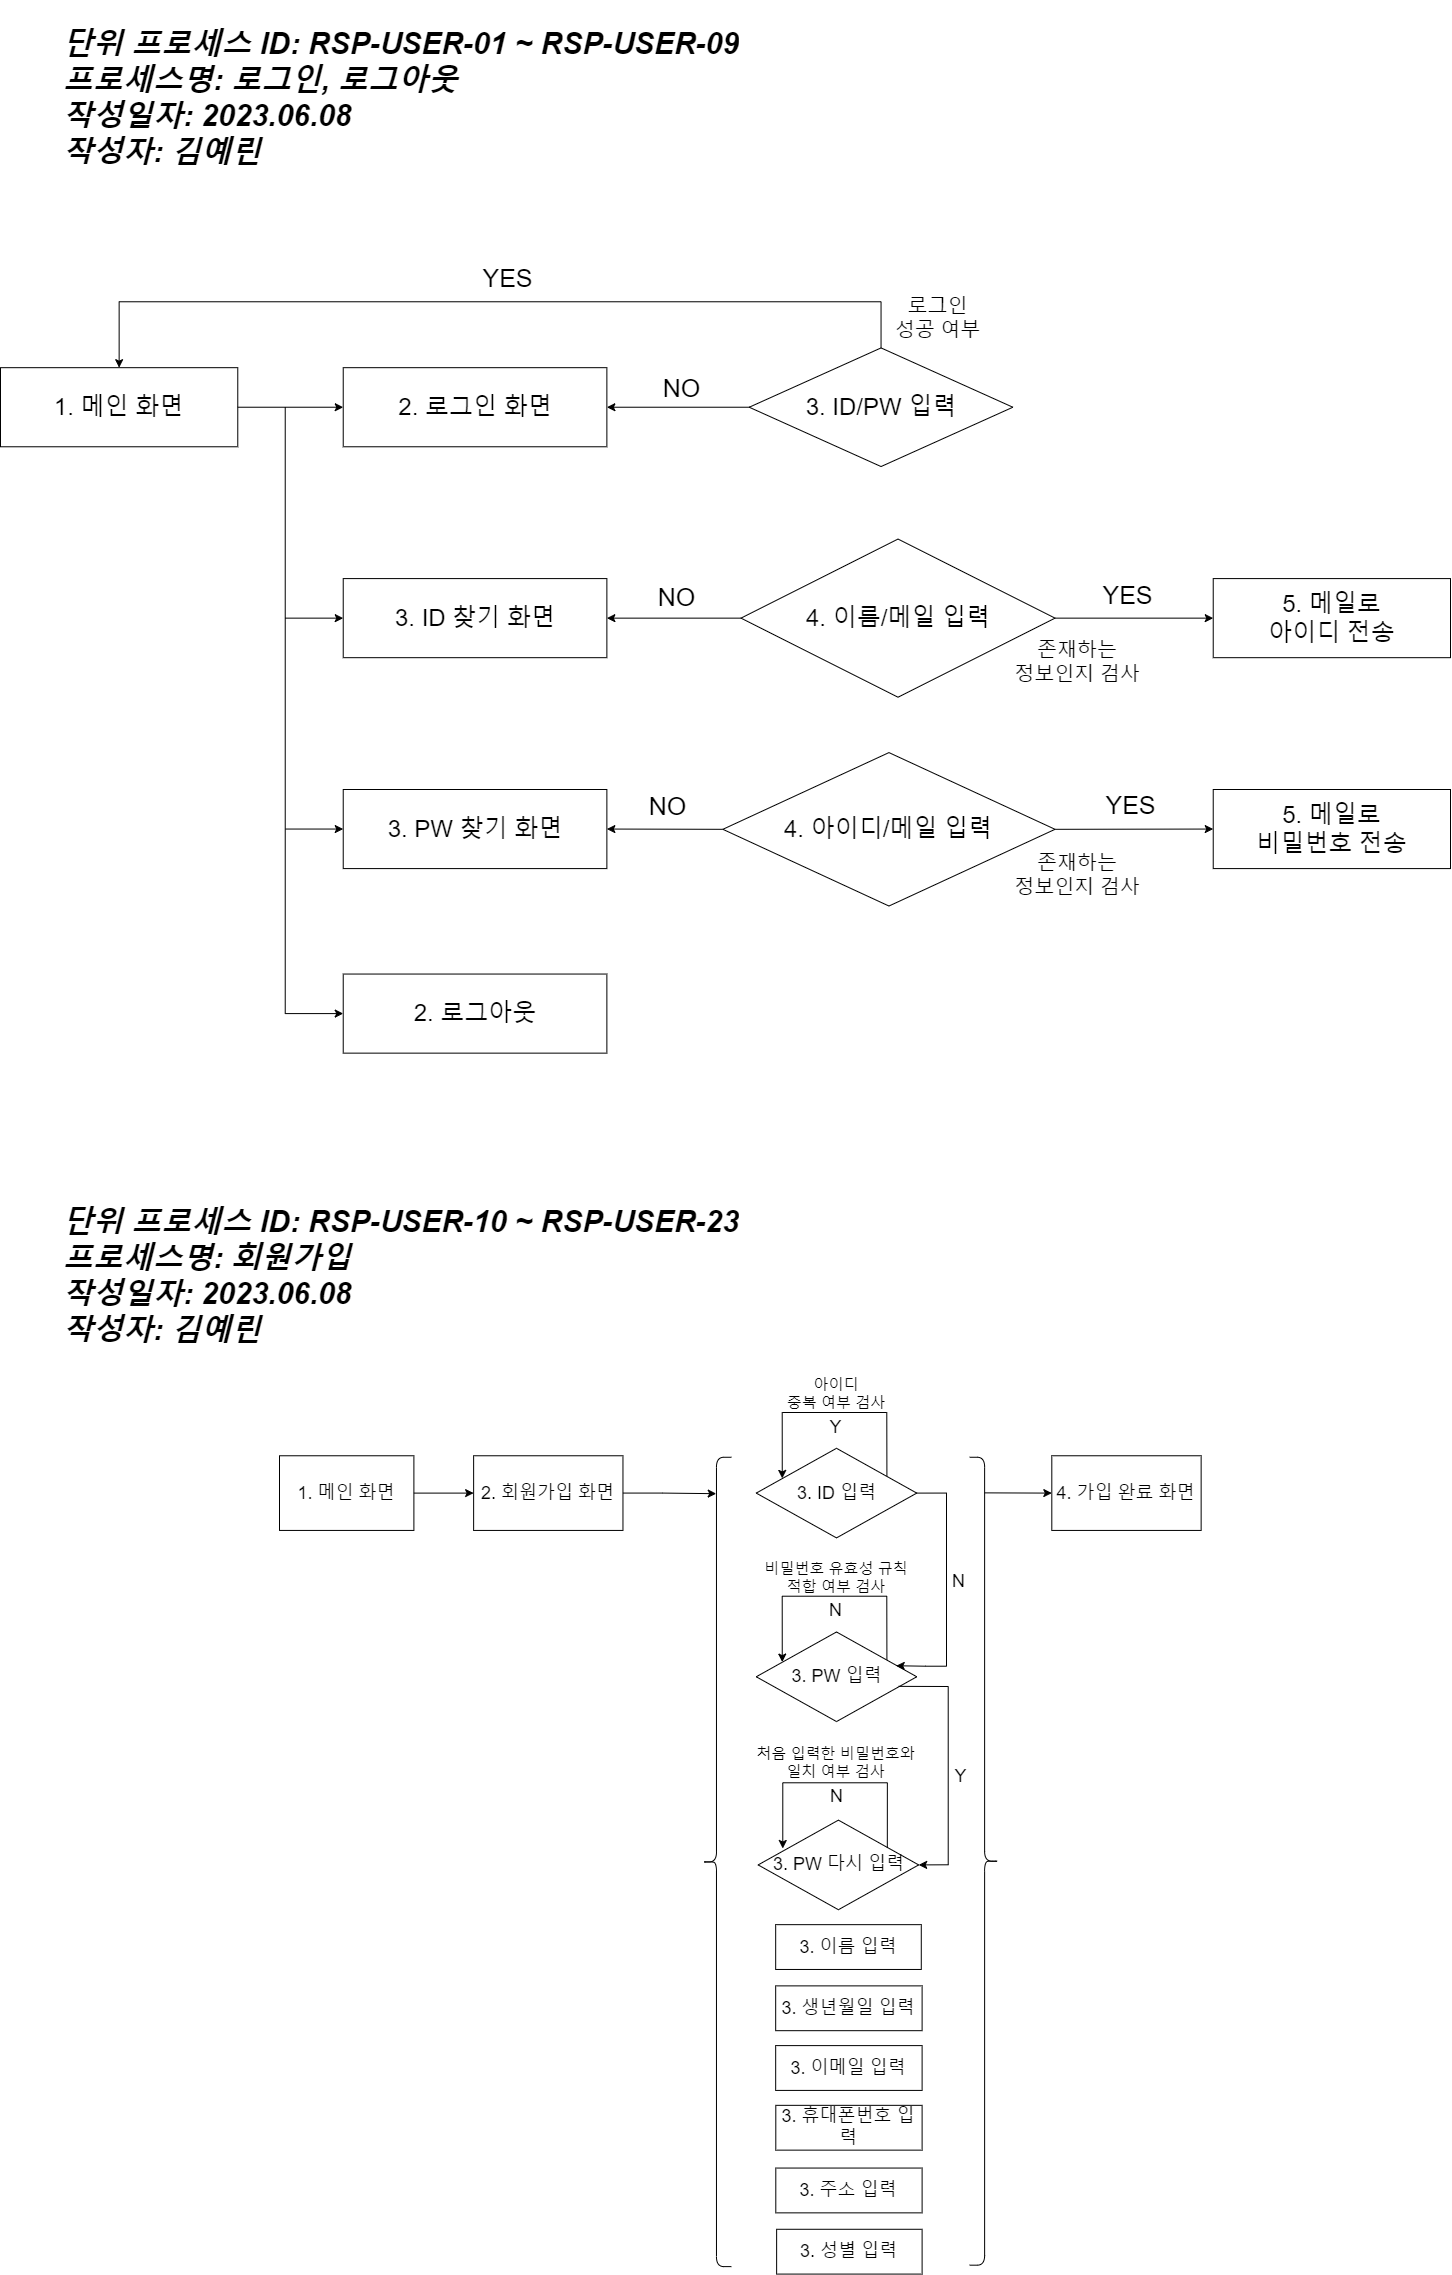 단위 프로세스 ID: RSP-USER-01 ~ RSP-USER-09
프로세스명: 로그인, 로그아웃
작성일자: 2023.06.08
작성자: 김예린
YES
로그인
성공 여부
1. 메인 화면
2. 로그인 화면
NO
3. ID/PW 입력
3. ID 찾기 화면
NO
4. 이름/메일 입력
YES
존재하는
정보인지 검사
5. 메일로
아이디 전송
3. PW 찾기 화면
NO
4. 아이디/메일 입력
YES
존재하는
정보인지 검사
5. 메일로
비밀번호 전송
2. 로그아웃
단위 프로세스 ID: RSP-USER-10 ~ RSP-USER-23
프로세스명: 회원가입
작성일자: 2023.06.08
작성자: 김예린
아이디
중복 여부 검사
Y
1. 메인 화면
2. 회원가입 화면
3. ID 입력
4. 가입 완료 화면
N
비밀번호 유효성 규칙
적합 여부 검사
N
3. PW 입력
Y
처음 입력한 비밀번호와
일치 여부 검사
N
3. PW 다시 입력
3. 이름 입력
3. 생년월일 입력
3. 이메일 입력
3. 휴대폰번호 입
력
3. 주소 입력
3. 성별 입력